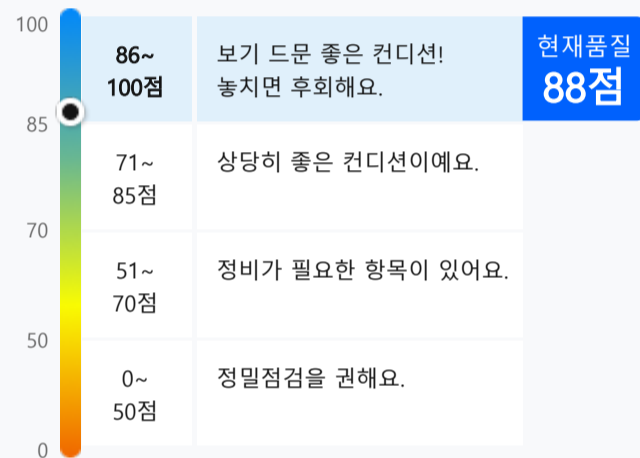 100
86~
100점
보기 드문 좋은 컨디션!
놓치면 후회해요.
현재품질
88점
85
71~
85점
상당히 좋은 컨디션이예요.
70
51~
70점
정비가 필요한 항목이 있어요.
50
0~
50점
정밀점검을 권해요.
0